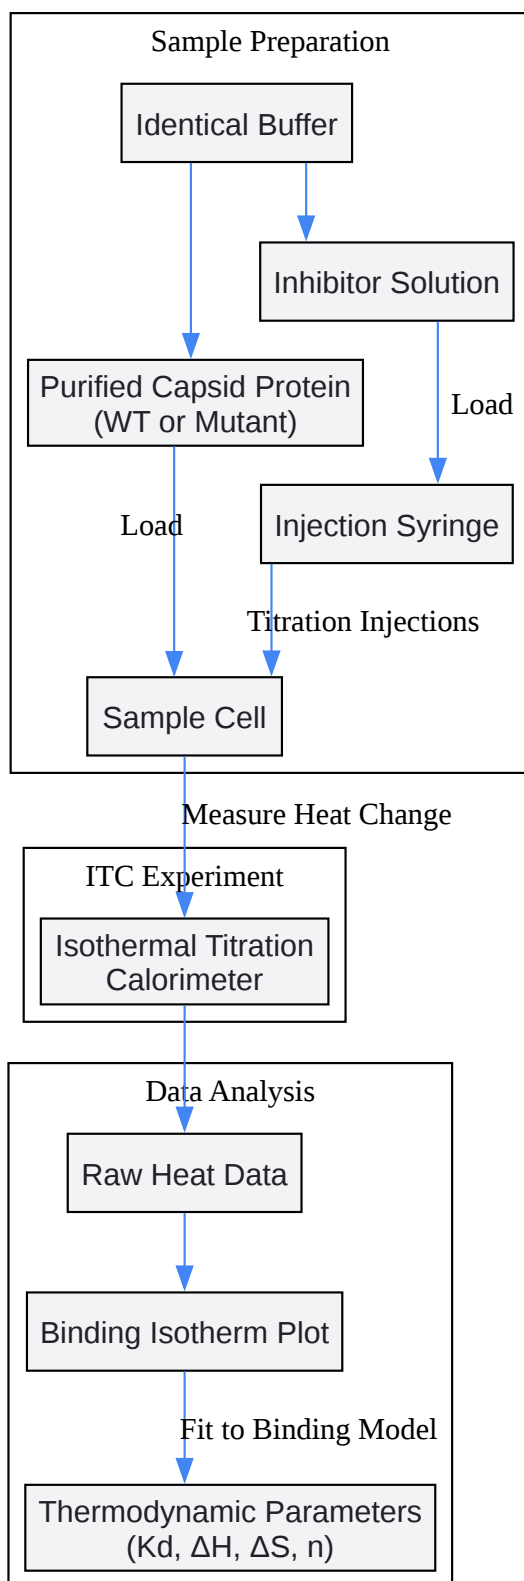 Sample Preparation
Identical Buffer
Inhibitor Solution
Purified Capsid Protein
(WT or Mutant)
Load
Injection Syringe
Load
Titration Injections
Sample Cell
Measure Heat Change
ITC Experiment
Isothermal Titration
Calorimeter
Data Analysis
Raw Heat Data
Binding Isotherm Plot
Fit to Binding Model
Thermodynamic Parameters
(Kd, ΔH, ΔS, n)